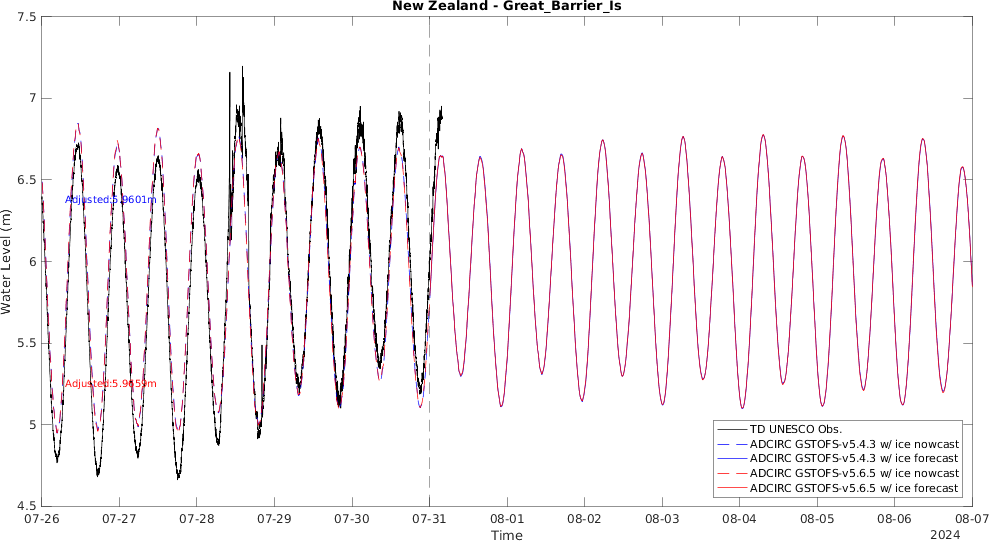 New Zealand - Great_Barrier_Is
7.5
7
6.5
6
5.5
5
4.5
Water Level (m)
Adjusted:5.9601m
Adjusted:5.9659m
TD UNESCO Obs.
ADCIRC GSTOFS-v5.4.3 w/ ice nowcast
ADCIRC GSTOFS-v5.4.3 w/ ice forecast
ADCIRC GSTOFS-v5.6.5 w/ ice nowcast
ADCIRC GSTOFS-v5.6.5 w/ ice forecast
07-26 07-27 07-28 07-29 07-30 07-31 08-01 08-02 08-03 08-04 08-05 08-06 08-07
Time
2024